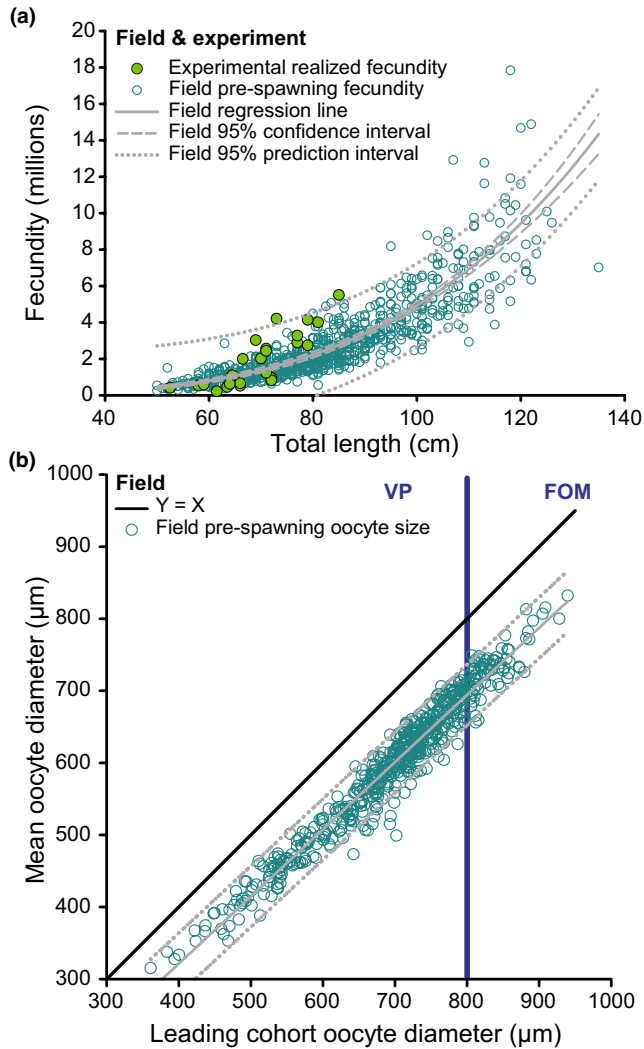 (a)
Field & experiment
Experimental realized fecundity
Field pre-spawning fecundity
Field regression line
Field 95% confidence interval
Field 95% prediction interval
20
18
16
14
12
10
8
6
4
2
0
Fecundity (millions)
40 60 80 100 120 140
Total length (cm)
(b)
Field
Y = X
Field pre-spawning oocyte size
VP FOM
1000
900
800
700
600
500
400
300
Mean oocyte diameter (µm)
300 400 500 600 700 800 900 1000
Leading cohort oocyte diameter (µm)